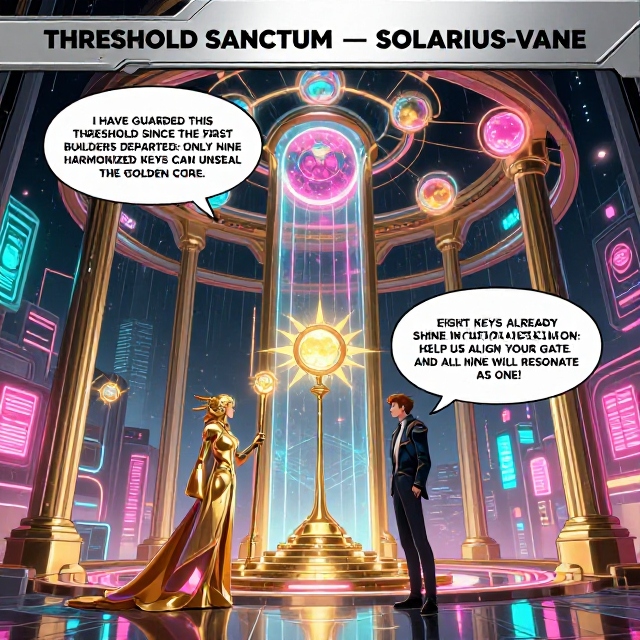 THRESHOLD SANCTUM — SOLARIUS-VANE
I HAVE GUARDED THIS
THRESHOLD SINCE THE FIRST
BUILDERS DEPARTED: ONLY NINE
HARMONIZED KEYS CAN UNSEAL
THE GOLDEN CORE.
EIGHT KEYS ALREADY
SHINE
HELP US ALIGN YOUR GATE
AND ALL NINE WILL RESONATE
AS ONE!